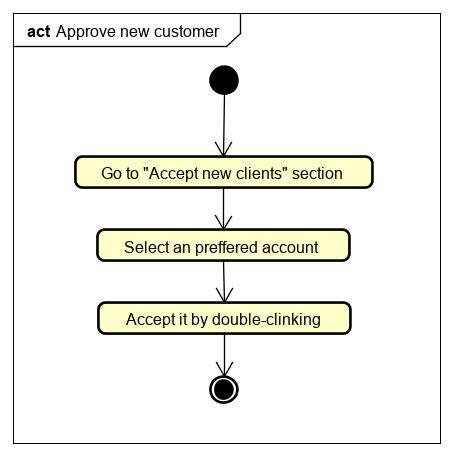 act Approve new customer
Go to "Accept new clients" section
Select an preffered account
Accept it by double-clinking